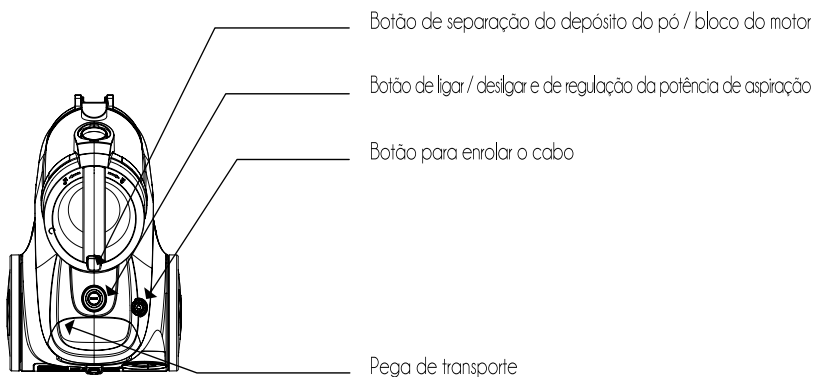 Botão de separação do depósito do pó / bloco do motor
Botão de ligar / desilgar e de regulação da potência de aspiração
Botão para enrolar o cabo
Pega de transporte